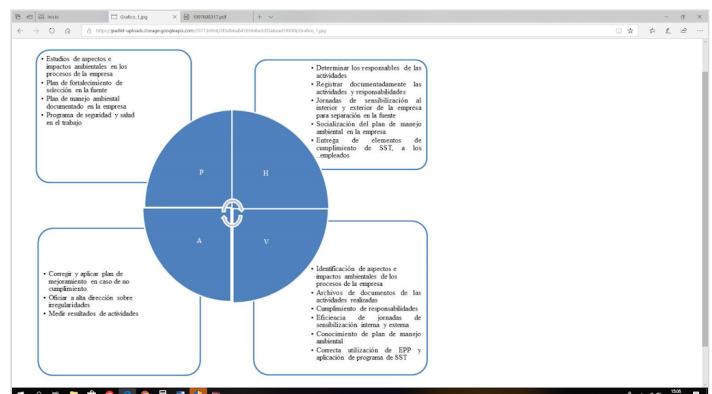 Inicio
Grafico_1.jpg
1097608317.pdf
• Estudios de aspectos e
impactos ambientales en los
procesos de la empresa
• Plan de fortalecimiento de
selección en la fuente
• Plan de manejo ambiental
documentado en la empresa
• Programa de seguridad y salud
en el trabajo
• Determinar los responsables de las
actividades
• Registrar documentadamente las
actividades y responsabilidades
• Jornadas de sensibilización al
interior y exterior de la empresa
para separación en la fuente
• Socialización del plan de manejo
ambiental en la empresa.
• Entrega de elementos de
cumplimiento de SST, a los
..empleados
P
H
A
V
• Corregir y aplicar plan de
mejoramiento en caso de no
cumplimiento.
• Oficiar a alta dirección sobre
irregularidades
• Medir resultados de actividades
• Identificación de aspectos e
impactos ambientales de los
procesos de la empresa
• Archivos de documentos de las
actividades realizadas
• Cumplimiento de responsabilidades
• Eficiencia de jornadas de
sensibilización interna y externa
• Conocimiento de plan de manejo
ambiental
• Correcta utilización de EPP y
aplicación de programa de SST
15:06